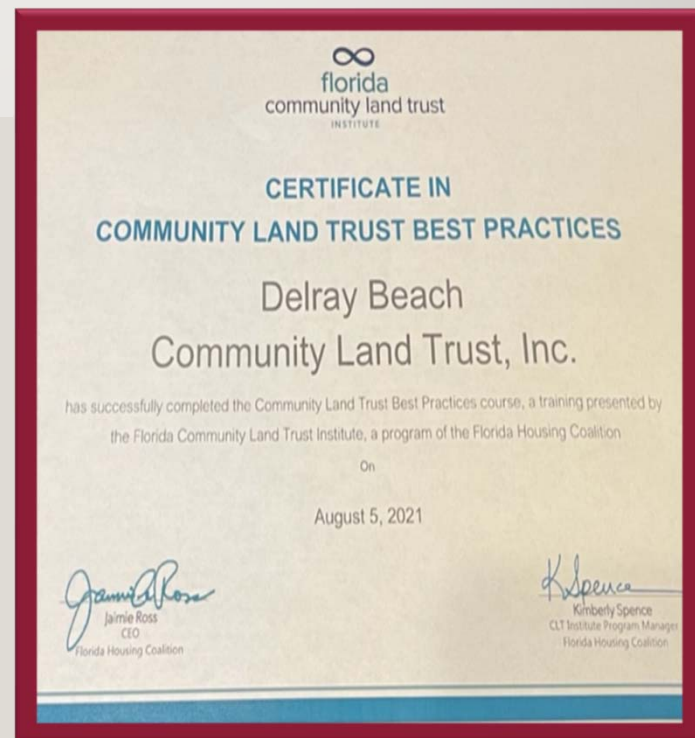 florida
community land trust
INSTITUTE
CERTIFICATE IN
COMMUNITY LAND TRUST BEST PRACTICES
Delray Beach
Community Land Trust, Inc.
has successfully completed the Community Land Trust Best Practices course, a training presented by
the Florida Community Land Trust Institute, a program of the Florida Housing Coalition
On
August 5, 2021
Jaimie Ross
K Spence
Jaimie Ross
Kimberly Spence
CEO
CLT Institute Program Manager
Florida Housing Coalition
Florida Housing Coalition